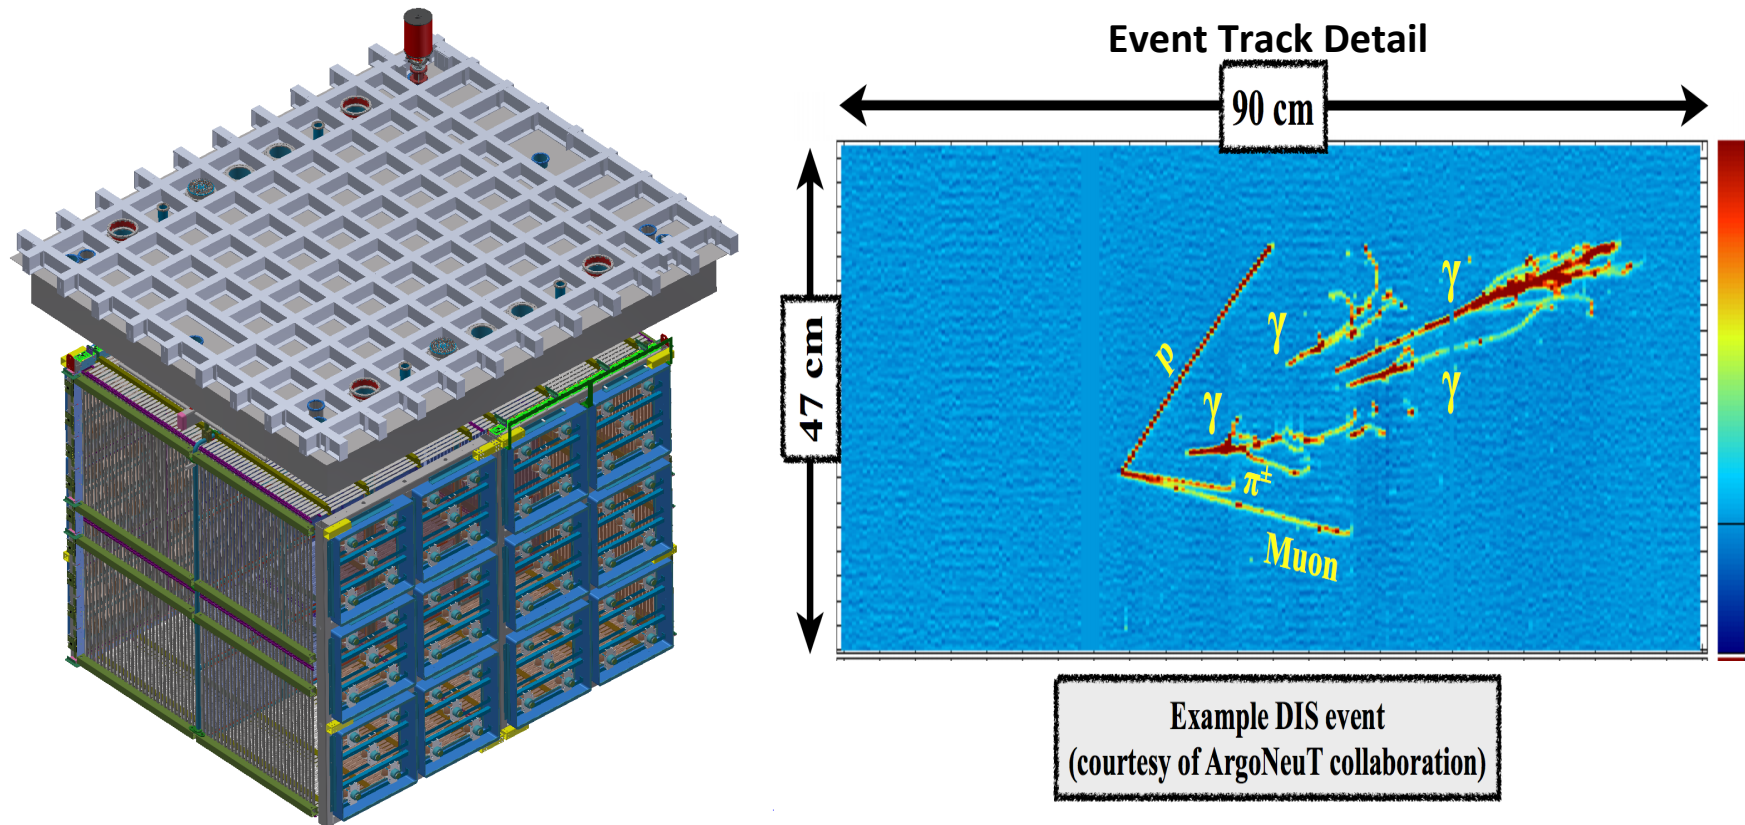 Event Track Detail
90 cm
47 cm
p
γ
γ
γ
γ
π±
Muon
Example DIS event
(courtesy of ArgoNeuT collaboration)